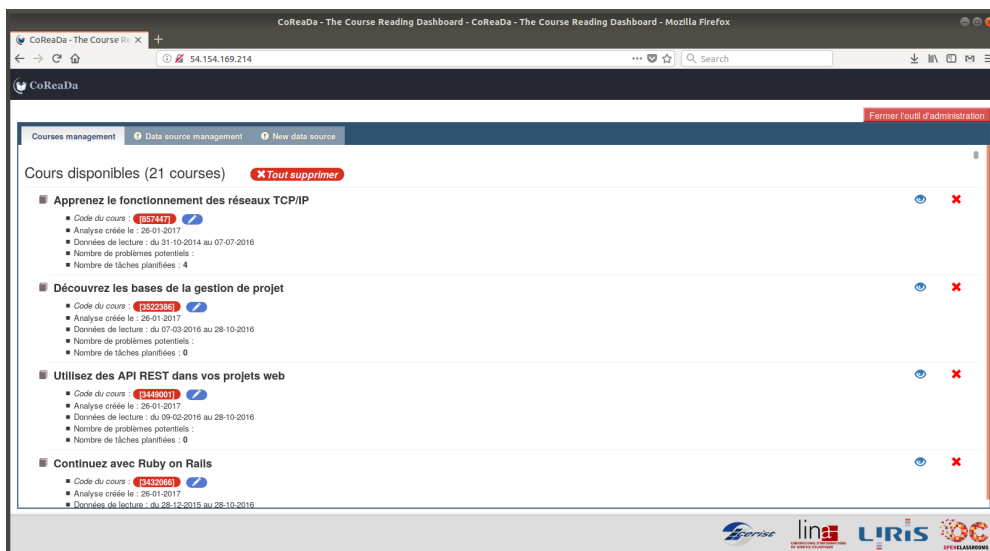 CoReaDa - The Course Reading Dashboard - CoReaDa - The Course Reading Dashboard - Mozilla Firefox
CoReaDa - The Course Re
54.154.169.214
Search
CoReaDa
Fermer l'outil d'administration
Courses management
Data source management
New data source
Cours disponibles (21 courses)
Tout supprimer
Apprenez le fonctionnement des réseaux TCP/IP
Code du cours : [857447]
Analyse créée le : 26-01-2017
Données de lecture : du 31-10-2014 au 07-07-2016
Nombre de problèmes potentiels :
Nombre de tâches planifiées : 4
Découvrez les bases de la gestion de projet
Code du cours : [3522386]
Analyse créée le : 26-01-2017
Données de lecture : du 07-03-2016 au 28-10-2016
Nombre de problèmes potentiels :
Nombre de tâches planifiées : 0
Utilisez des API REST dans vos projets web
Code du cours : [3449001]
Analyse créée le : 26-01-2017
Données de lecture : du 09-02-2016 au 28-10-2016
Nombre de problèmes potentiels :
Nombre de tâches planifiées : 0
Continuez avec Ruby on Rails
Code du cours : [3432066]
Analyse créée le : 26-01-2017
Données de lecture : du 28-12-2015 au 28-10-2016
cerist
lina
LIRIS
OC
OPENCLASSROOMS